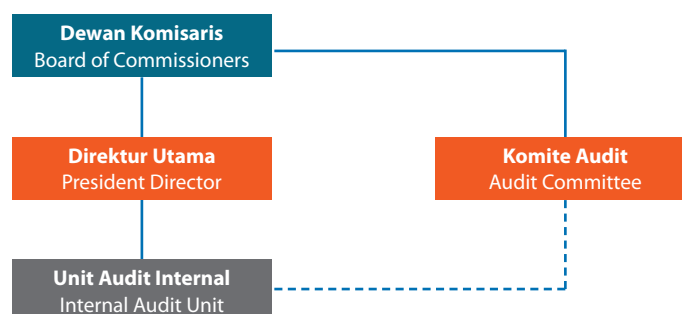 Dewan Komisaris
Board of Commissioners
Direktur Utama
President Director
Komite Audit
Audit Committee
Unit Audit Internal
Internal Audit Unit